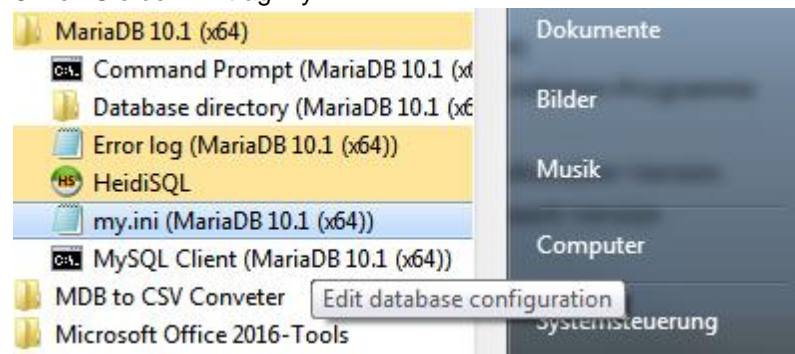 MariaDB 10.1 (x64)
Command Prompt (MariaDB 10.1 (x6
Database directory (MariaDB 10.1 (x6
Error log (MariaDB 10.1 (x64))
HeidiSQL
my.ini (MariaDB 10.1 (x64))
MySQL Client (MariaDB 10.1 (x64))
MDB to CSV Conveter
Microsoft Office 2016-Tools
Dokumente
Bilder
Musik
Computer
Edit database configuration
Systemsteuerung